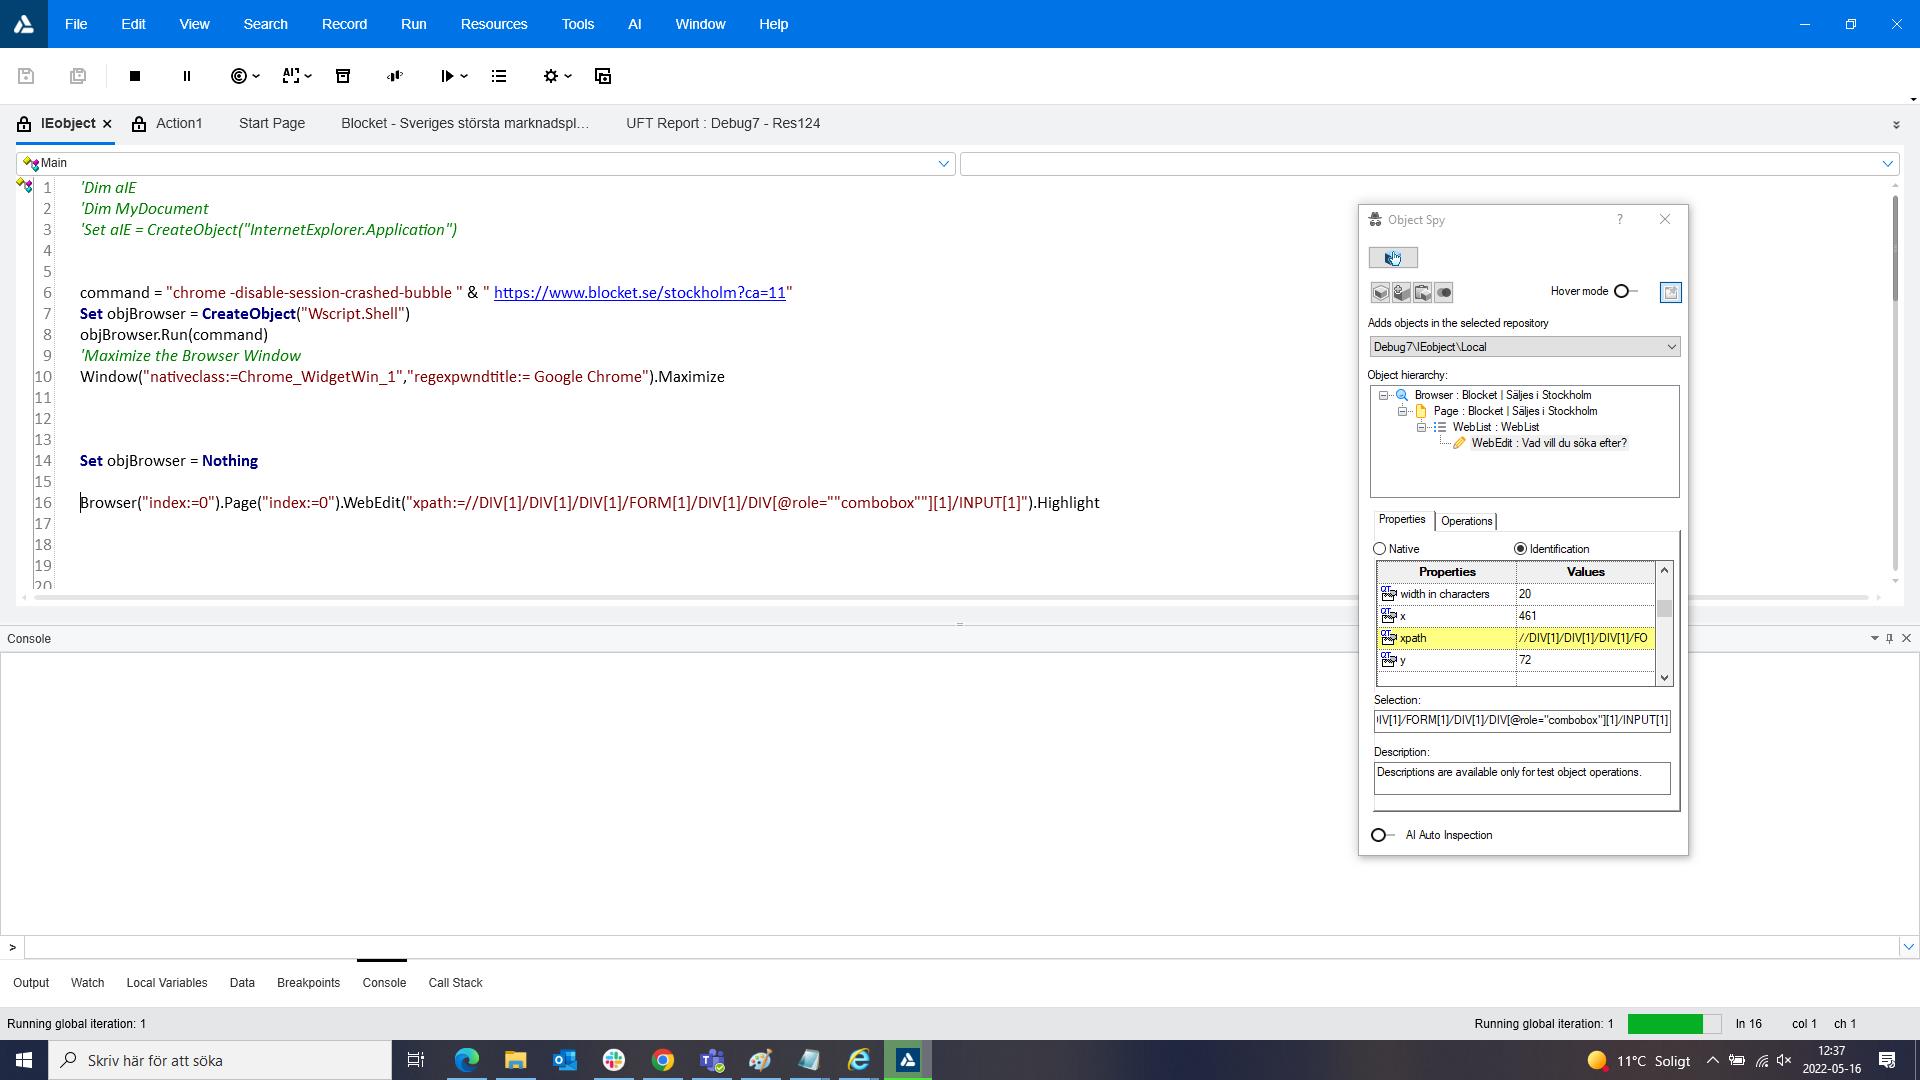 File Edit View Search Record Run Resources Tools AI Window Help
AI
IEobject Action1 Start Page Blocket - Sveriges största marknadspl... UFT Report : Debug7 - Res124
Main
1 'Dim aIE
2 'Dim MyDocument
3 'Set aIE = CreateObject("InternetExplorer.Application")
4
5
6 command = "chrome -disable-session-crashed-bubble " & " https://www.blocket.se/stockholm?ca=11"
7 Set objBrowser = CreateObject("Wscript.Shell")
8 objBrowser.Run(command)
9 'Maximize the Browser Window
10 Window("nativeclass:=Chrome_WidgetWin_1","regexpwndtitle:= Google Chrome").Maximize
11
12
13
14 Set objBrowser = Nothing
15
16 Browser("index:=0").Page("index:=0").WebEdit("xpath:=//DIV[1]/DIV[1]/DIV[1]/FORM[1]/DIV[1]/DIV[@role=""combobox""][1]/INPUT[1]").Highlight
17
18
19
20
Object Spy ?
Hover mode
Adds objects in the selected repository
Debug7\IEobject\Local
Object hierarchy:
Browser : Blocket | Säljes i Stockholm
Page : Blocket | Säljes i Stockholm
WebList : WebList
WebEdit : Vad vill du söka efter?
Properties Operations
Native Identification
Properties Values
width in characters 20
x 461
xpath //DIV[1]/DIV[1]/DIV[1]/FO
y 72
Selection:
IV[1]/FORM[1]/DIV[1]/DIV[@role="combobox"][1]/INPUT[1]
Description:
Descriptions are available only for test object operations.
AI Auto Inspection
Console
>
Output Watch Local Variables Data Breakpoints Console Call Stack
Running global iteration: 1 Running global iteration: 1 ln 16 col 1 ch 1
Skriv här för att söka 11°C Soligt 12:37
2022-05-16